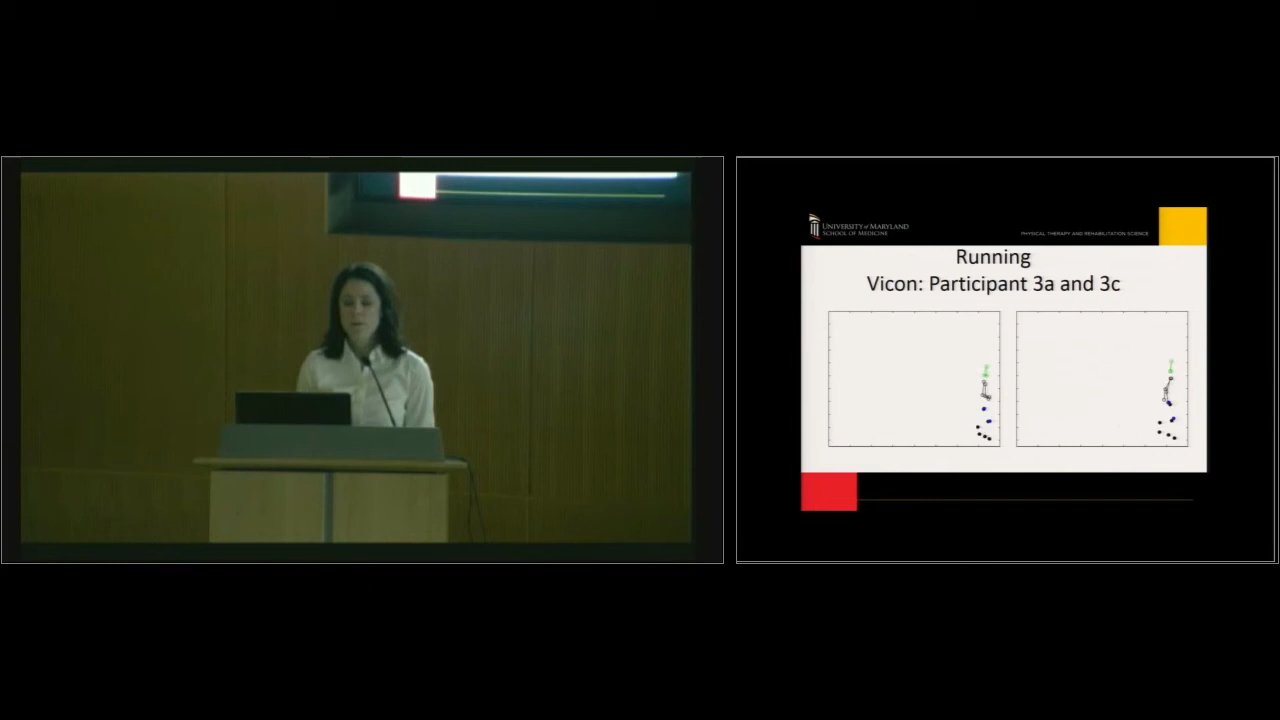 UNIVERSITY of MARYLAND
SCHOOL OF MEDICINE
PHYSICAL THERAPY AND REHABILITATION SCIENCE
Running
Vicon: Participant 3a and 3c